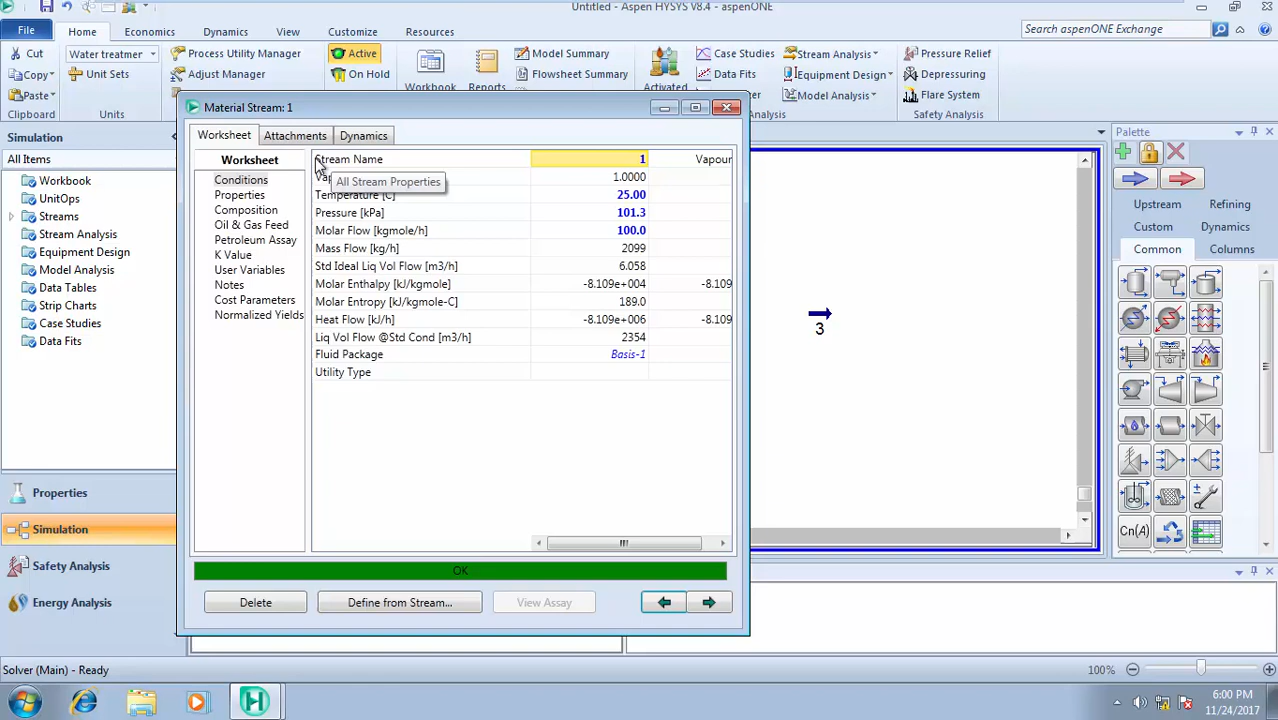 Untitled - Aspen HYSYS V8.4 - aspenONE
File Home Economics Dynamics View Customize Resources
Search aspenONE Exchange
Cut
Copy
Paste
Clipboard
Water treatmer
Unit Sets
Units
Process Utility Manager
Adjust Manager
Active
On Hold
Workbook
Reports
Model Summary
Flowsheet Summary
Activated
Case Studies
Data Fits
Stream Analysis
Equipment Design
Model Analysis
Pressure Relief
Depressuring
Flare System
Safety Analysis
Simulation
All Items
Workbook
UnitOps
Streams
Stream Analysis
Equipment Design
Model Analysis
Data Tables
Strip Charts
Case Studies
Data Fits
Properties
Simulation
Safety Analysis
Energy Analysis
Material Stream: 1
Worksheet Attachments Dynamics
Worksheet
Conditions
Properties
Composition
Oil & Gas Feed
Petroleum Assay
K Value
User Variables
Notes
Cost Parameters
Normalized Yields
Stream Name 1 Vapour
1.0000
All Stream Properties
Temperature [C] 25.00
Pressure [kPa] 101.3
Molar Flow [kgmole/h] 100.0
Mass Flow [kg/h] 2099
Std Ideal Liq Vol Flow [m3/h] 6.058
Molar Enthalpy [kJ/kgmole] -8.109e+004 -8.109
Molar Entropy [kJ/kgmole-C] 189.0
Heat Flow [kJ/h] -8.109e+006 -8.109
Liq Vol Flow @Std Cond [m3/h] 2354
Fluid Package Basis-1
Utility Type
OK
Delete Define from Stream... View Assay
3
Palette
Upstream Refining
Custom Dynamics
Common Columns
Cn(A)
Solver (Main) - Ready
100%
6:00 PM
11/24/2017